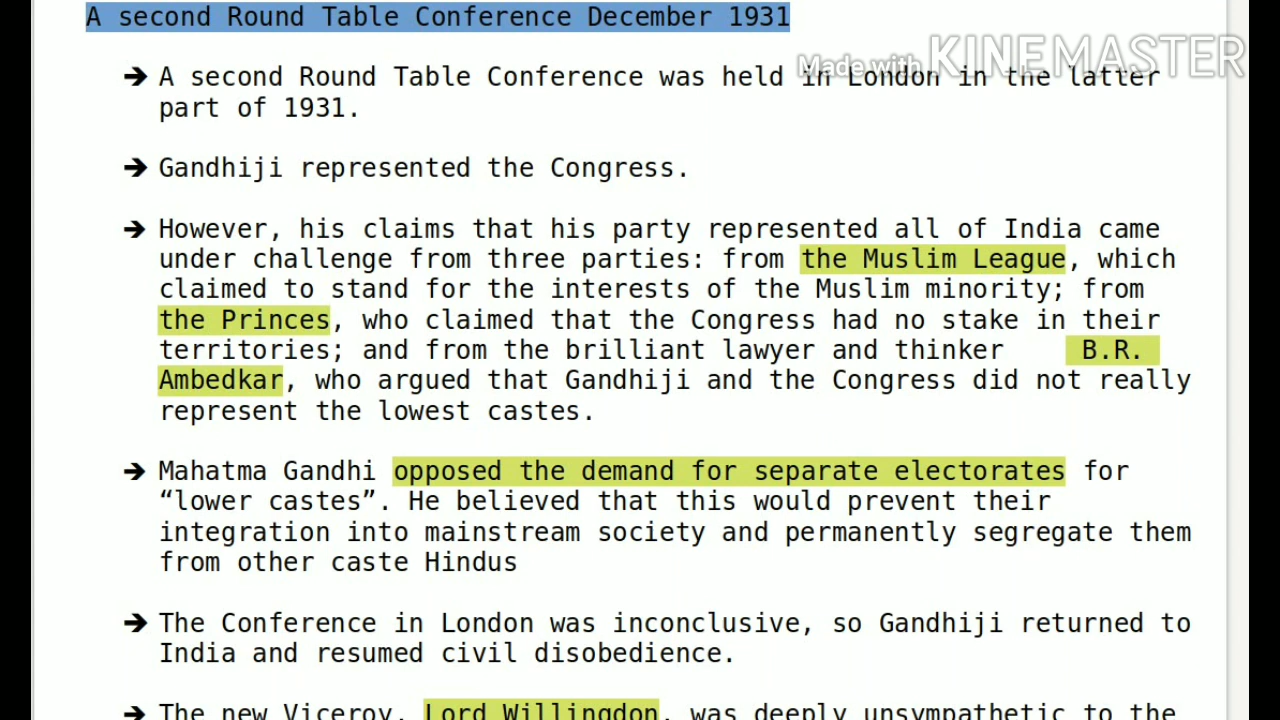 A second Round Table Conference December 1931
Made with KINEMASTER
➔ A second Round Table Conference was held in London in the latter
part of 1931.
➔ Gandhiji represented the Congress.
➔ However, his claims that his party represented all of India came
under challenge from three parties: from the Muslim League, which
claimed to stand for the interests of the Muslim minority; from
the Princes, who claimed that the Congress had no stake in their
territories; and from the brilliant lawyer and thinker B.R.
Ambedkar, who argued that Gandhiji and the Congress did not really
represent the lowest castes.
➔ Mahatma Gandhi opposed the demand for separate electorates for
“lower castes”. He believed that this would prevent their
integration into mainstream society and permanently segregate them
from other caste Hindus
➔ The Conference in London was inconclusive, so Gandhiji returned to
India and resumed civil disobedience.
➔ The new Viceroy, Lord Willingdon, was deeply unsympathetic to the